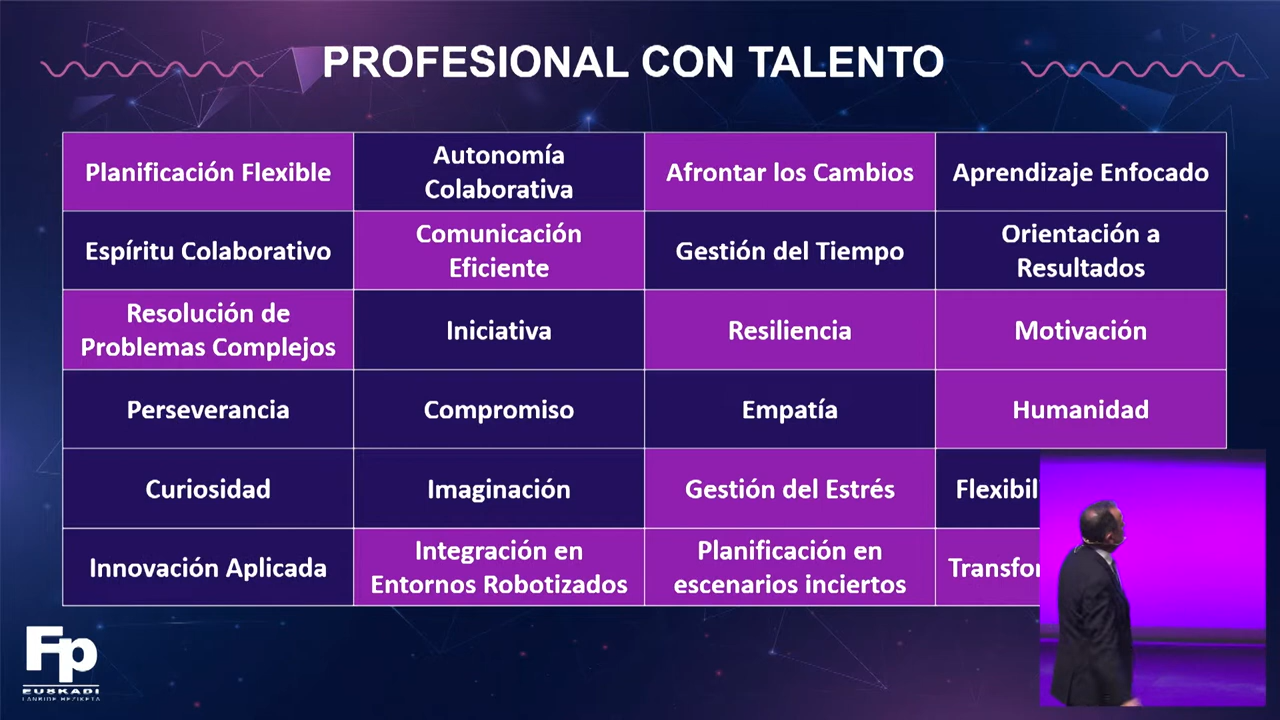 PROFESIONAL CON TALENTO
Planificación Flexible
Autonomía
Colaborativa
Afrontar los Cambios
Aprendizaje Enfocado
Espíritu Colaborativo
Comunicación
Eficiente
Gestión del Tiempo
Orientación a
Resultados
Resolución de
Problemas Complejos
Iniciativa
Resiliencia
Motivación
Perseverancia
Compromiso
Empatía
Humanidad
Curiosidad
Imaginación
Gestión del Estrés
Innovación Aplicada
Integración en
Entornos Robotizados
Planificación en
escenarios inciertos
Fp
EUSKADI
LANBIDE HEZIKETA